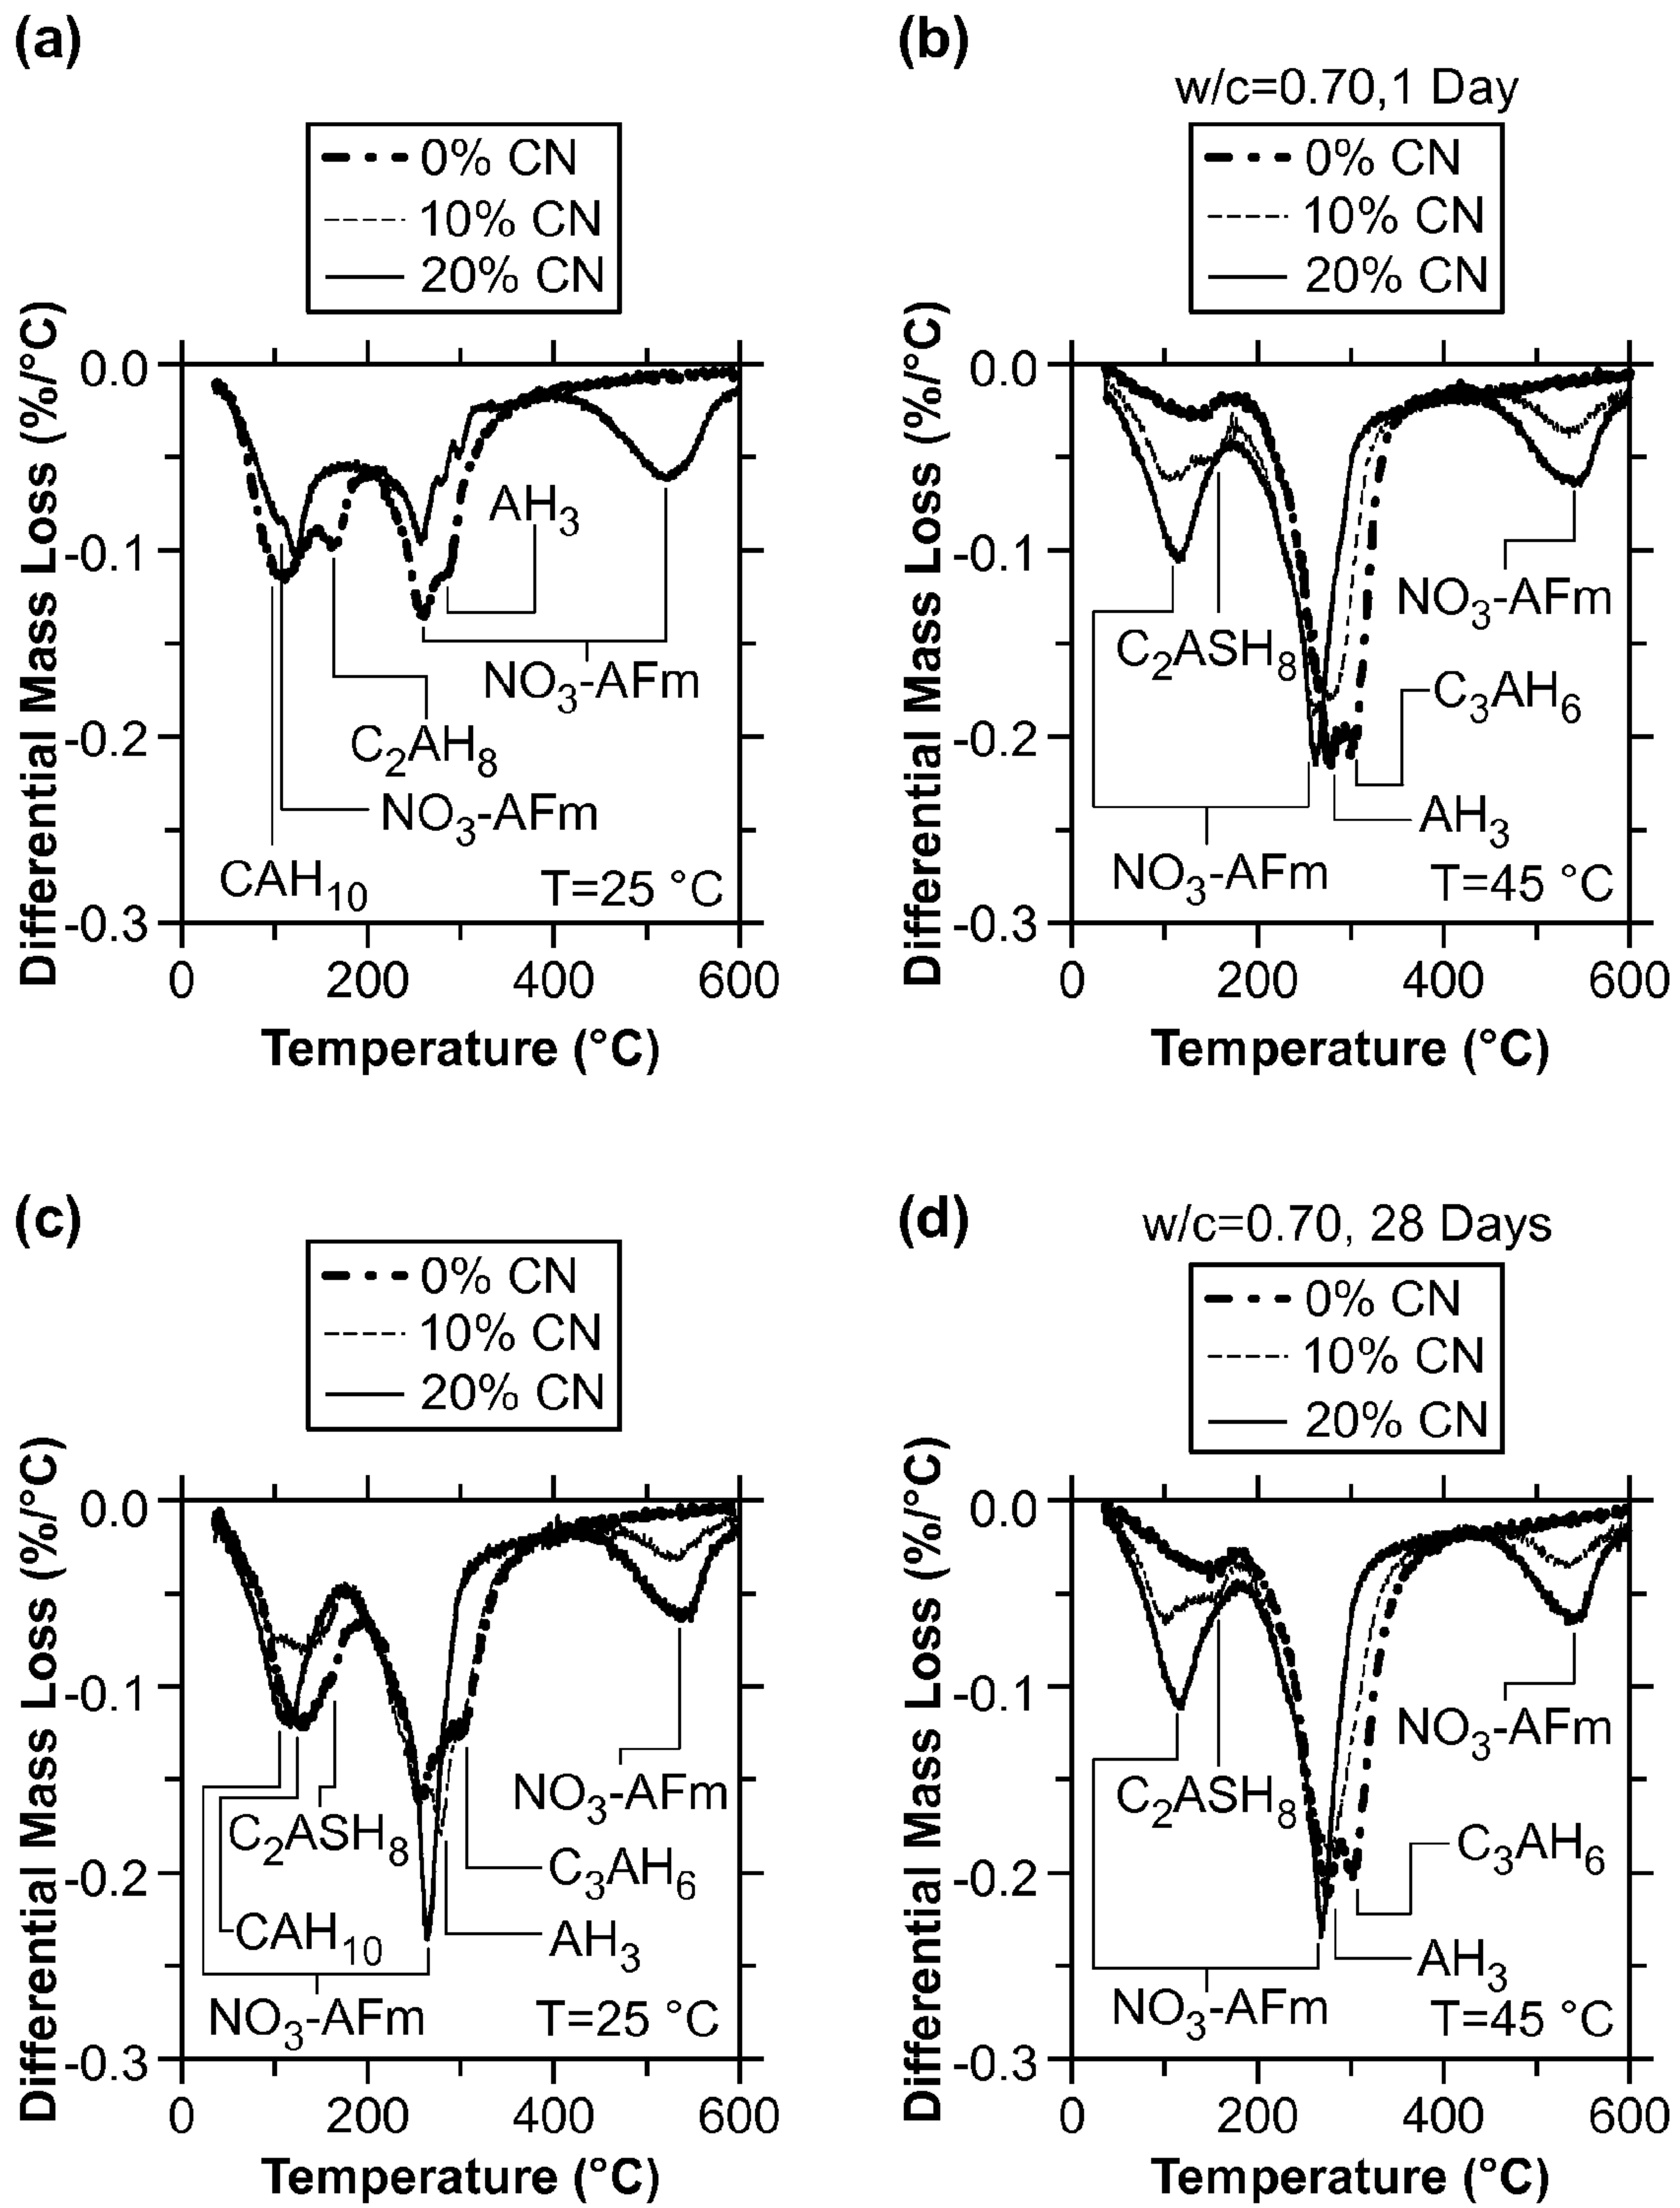 (a)
0% CN
10% CN
20% CN
Differential Mass Loss (%/°C)
0.0
-0.1
-0.2
-0.3
AH3
NO3-AFm
C2AH8
NO3-AFm
CAH10
T=25 °C
0 200 400 600
Temperature (°C)
(b)
w/c=0.70,1 Day
0% CN
10% CN
20% CN
Differential Mass Loss (%/°C)
0.0
-0.1
-0.2
-0.3
NO3-AFm
C2ASH8
C3AH6
AH3
NO3-AFm
T=45 °C
0 200 400 600
Temperature (°C)
(c)
0% CN
10% CN
20% CN
Differential Mass Loss (%/°C)
0.0
-0.1
-0.2
-0.3
NO3-AFm
C2ASH8
C3AH6
CAH10
AH3
NO3-AFm
T=25 °C
0 200 400 600
Temperature (°C)
(d)
w/c=0.70, 28 Days
0% CN
10% CN
20% CN
Differential Mass Loss (%/°C)
0.0
-0.1
-0.2
-0.3
NO3-AFm
C2ASH8
C3AH6
AH3
NO3-AFm
T=45 °C
0 200 400 600
Temperature (°C)